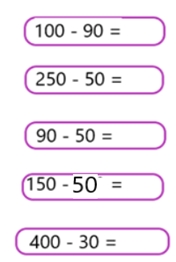 100 - 90 =
250 - 50 =
90 - 50 =
150 - 50 =
400 - 30 =